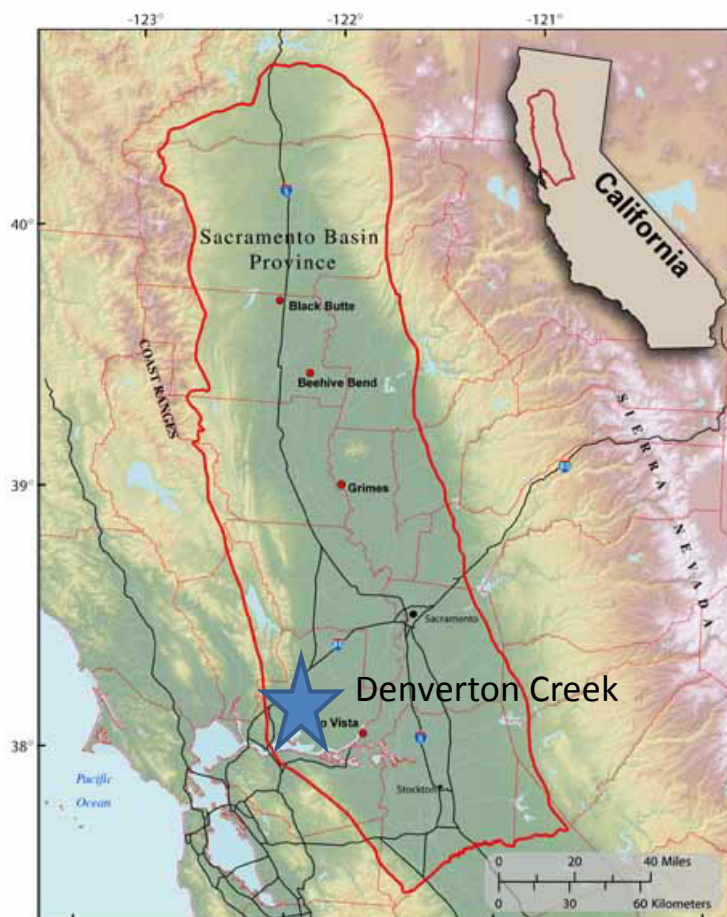 -123°
-122°
-121°
40°
39°
38°
Sacramento Basin
Province
Black Butte
Beehive Bend
Grimes
COAST RANGES
California
SIERRA NEVADA
Sacramento
Denverton Creek
o Vista
Stockton
Pacific
Ocean
0 20 40 Miles
0 30 60 Kilometers